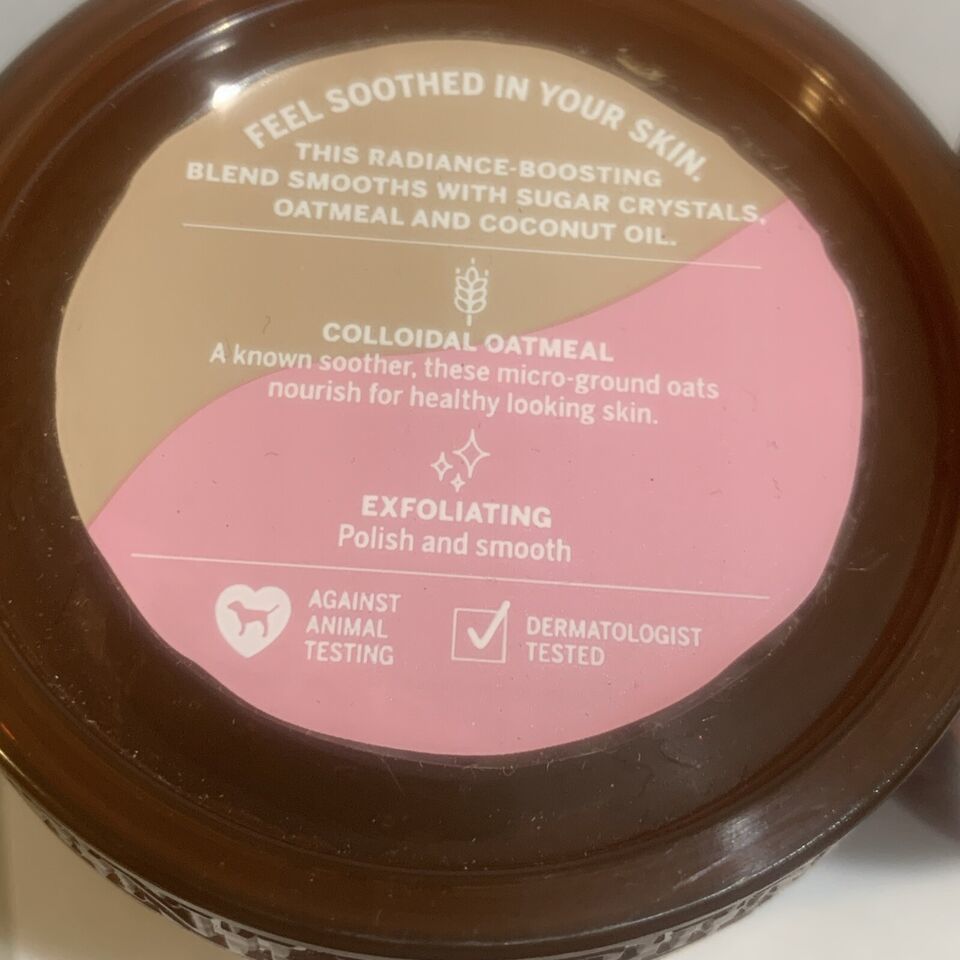 FEEL SOOTHED IN YOUR SKIN.
THIS RADIANCE-BOOSTING
BLEND SMOOTHS WITH SUGAR CRYSTALS,
OATMEAL AND COCONUT OIL.
COLLOIDAL OATMEAL
A known soother, these micro-ground oats
nourish for healthy looking skin.
EXFOLIATING
Polish and smooth
AGAINST
ANIMAL
TESTING
DERMATOLOGIST
TESTED